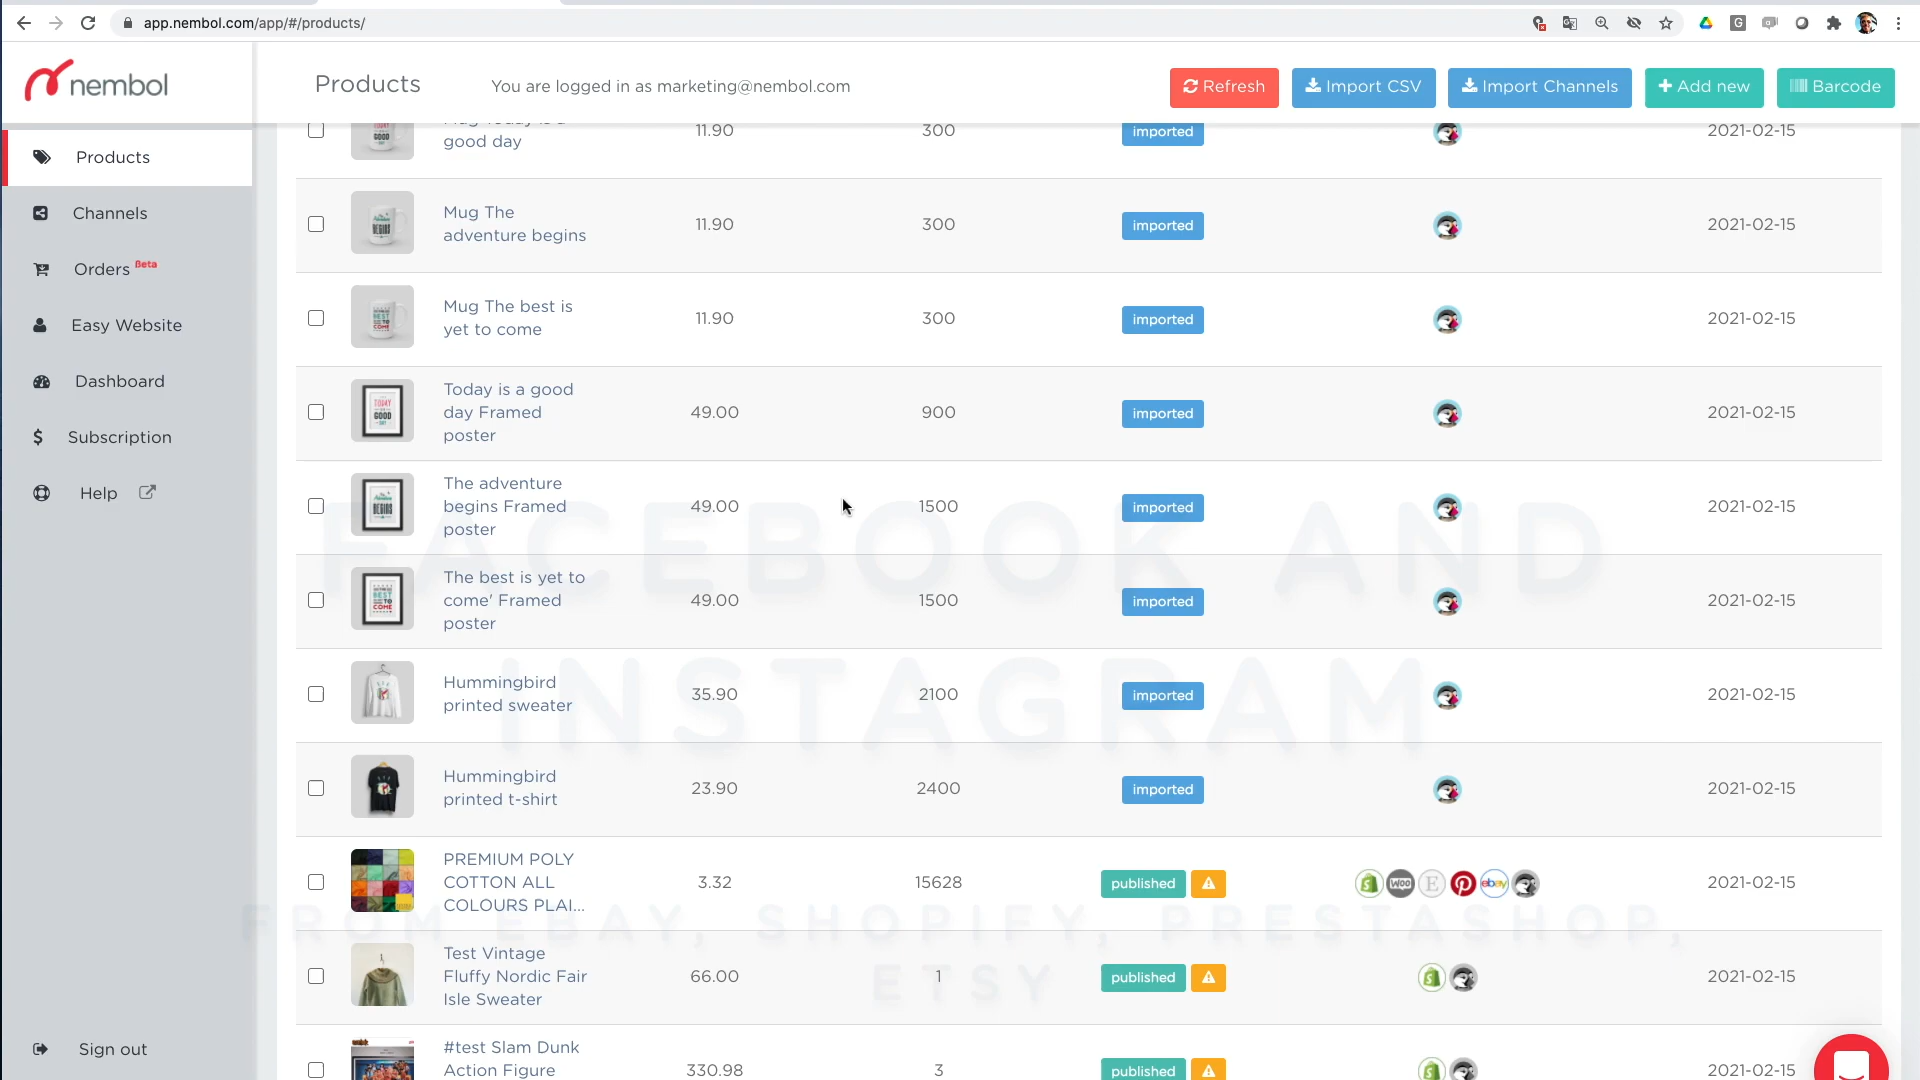 app.nembol.com/app/#/products/
nembol
Products
You are logged in as marketing@nembol.com
Refresh
Import CSV
Import Channels
Add new
Barcode
Products
Channels
Orders Beta
Easy Website
Dashboard
Subscription
Help
Sign out
Mug Today is a
good day
11.90
300
imported
2021-02-15
Mug The
adventure begins
11.90
300
imported
2021-02-15
Mug The best is
yet to come
11.90
300
imported
2021-02-15
Today is a good
day Framed
poster
49.00
900
imported
2021-02-15
The adventure
begins Framed
poster
49.00
1500
imported
2021-02-15
The best is yet to
come' Framed
poster
49.00
1500
imported
2021-02-15
Hummingbird
printed sweater
35.90
2100
imported
2021-02-15
Hummingbird
printed t-shirt
23.90
2400
imported
2021-02-15
PREMIUM POLY
COTTON ALL
COLOURS PLAI...
3.32
15628
published
WOO
E
ebay
2021-02-15
Test Vintage
Fluffy Nordic Fair
Isle Sweater
66.00
1
published
2021-02-15
#test Slam Dunk
Action Figure
330.98
3
published
2021-02-15
FACEBOOK AND
INSTAGRAM
FROM EBAY, SHOPIFY, PRESTASHOP,
ETSY